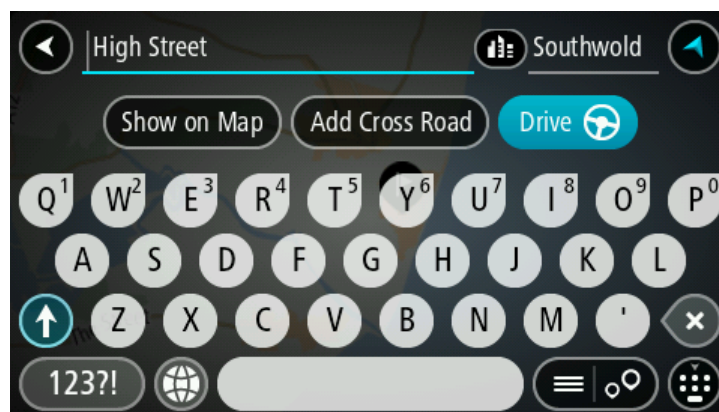 High Street Southwold
Show on Map Add Cross Road Drive
Q1 W2 E3 R4 T5 Y6 U7 I8 O9 P0
A S D F G H J K L
Z X C V B N M '
123?!